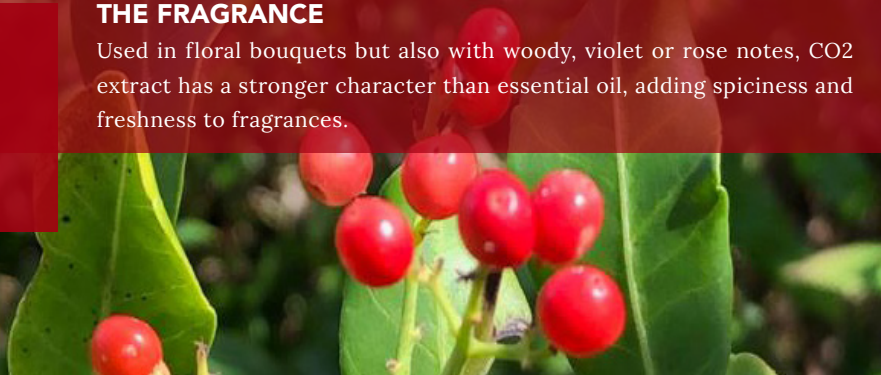 THE FRAGRANCE
Used in floral bouquets but also with woody, violet or rose notes, CO2
extract has a stronger character than essential oil, adding spiciness and
freshness to fragrances.